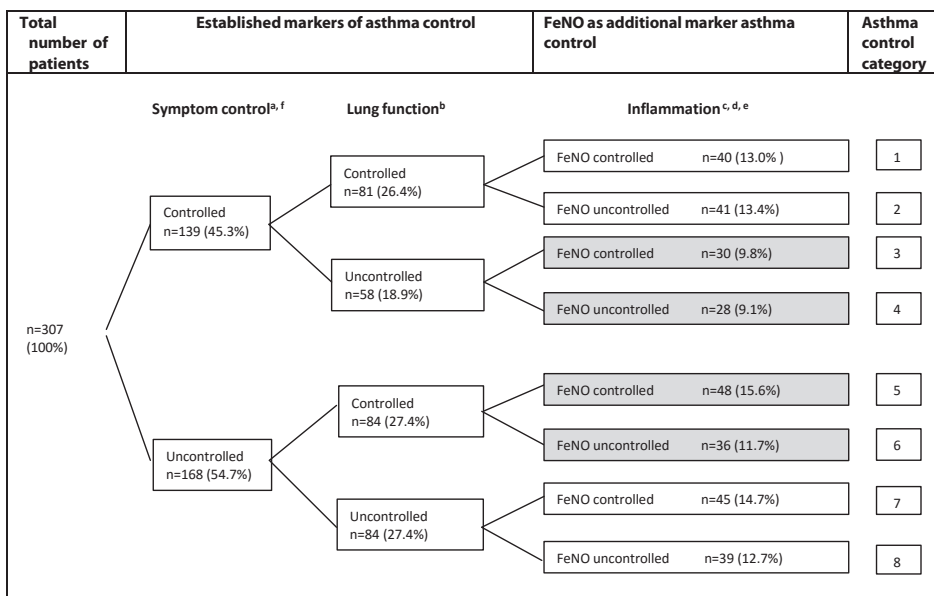 Total number of patients
Established markers of asthma control
FeNO as additional marker asthma control
Asthma control category
Symptom control a, f
Lung function b
Inflammation c, d, e
n=307
(100%)
Controlled
n=139 (45.3%)
Uncontrolled
n=168 (54.7%)
Controlled
n=81 (26.4%)
Uncontrolled
n=58 (18.9%)
Controlled
n=84 (27.4%)
Uncontrolled
n=84 (27.4%)
FeNO controlled n=40 (13.0% ) 1
FeNO uncontrolled n=41 (13.4%) 2
FeNO controlled n=30 (9.8%) 3
FeNO uncontrolled n=28 (9.1%) 4
FeNO controlled n=48 (15.6%) 5
FeNO uncontrolled n=36 (11.7%) 6
FeNO controlled n=45 (14.7%) 7
FeNO uncontrolled n=39 (12.7%) 8